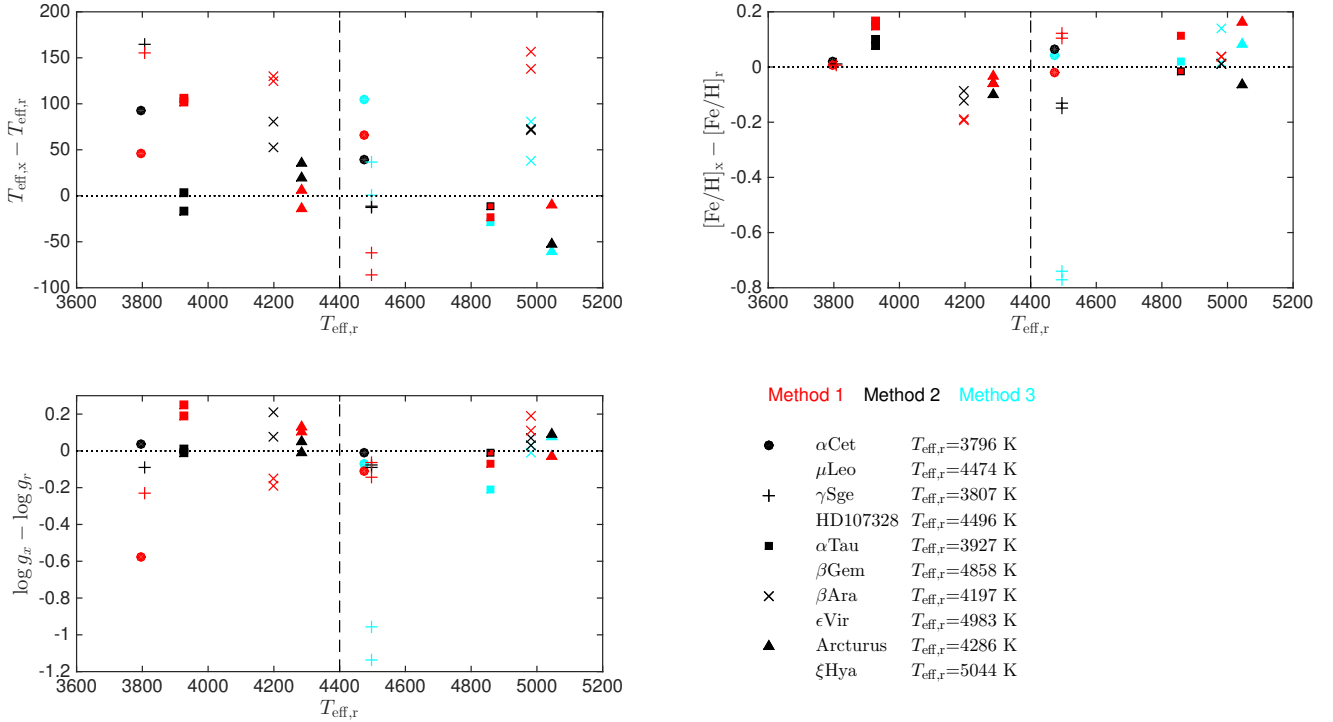 200
150
100
50
0
-50
-100
3600 3800 4000 4200 4400 4600 4800 5000 5200
T_eff,r
T_eff,x − T_eff,r
0.2
0
-0.2
-0.4
-0.6
-0.8
3600 3800 4000 4200 4400 4600 4800 5000 5200
T_eff,r
[Fe/H]_x − [Fe/H]_r
0.2
0
-0.2
-0.4
-0.6
-0.8
-1
-1.2
3600 3800 4000 4200 4400 4600 4800 5000 5200
T_eff,r
log g_x − log g_r
Method 1 Method 2 Method 3
αCet T_eff,r=3796 K
μLeo T_eff,r=4474 K
γSge T_eff,r=3807 K
HD107328 T_eff,r=4496 K
αTau T_eff,r=3927 K
βGem T_eff,r=4858 K
βAra T_eff,r=4197 K
ϵVir T_eff,r=4983 K
Arcturus T_eff,r=4286 K
ξHya T_eff,r=5044 K